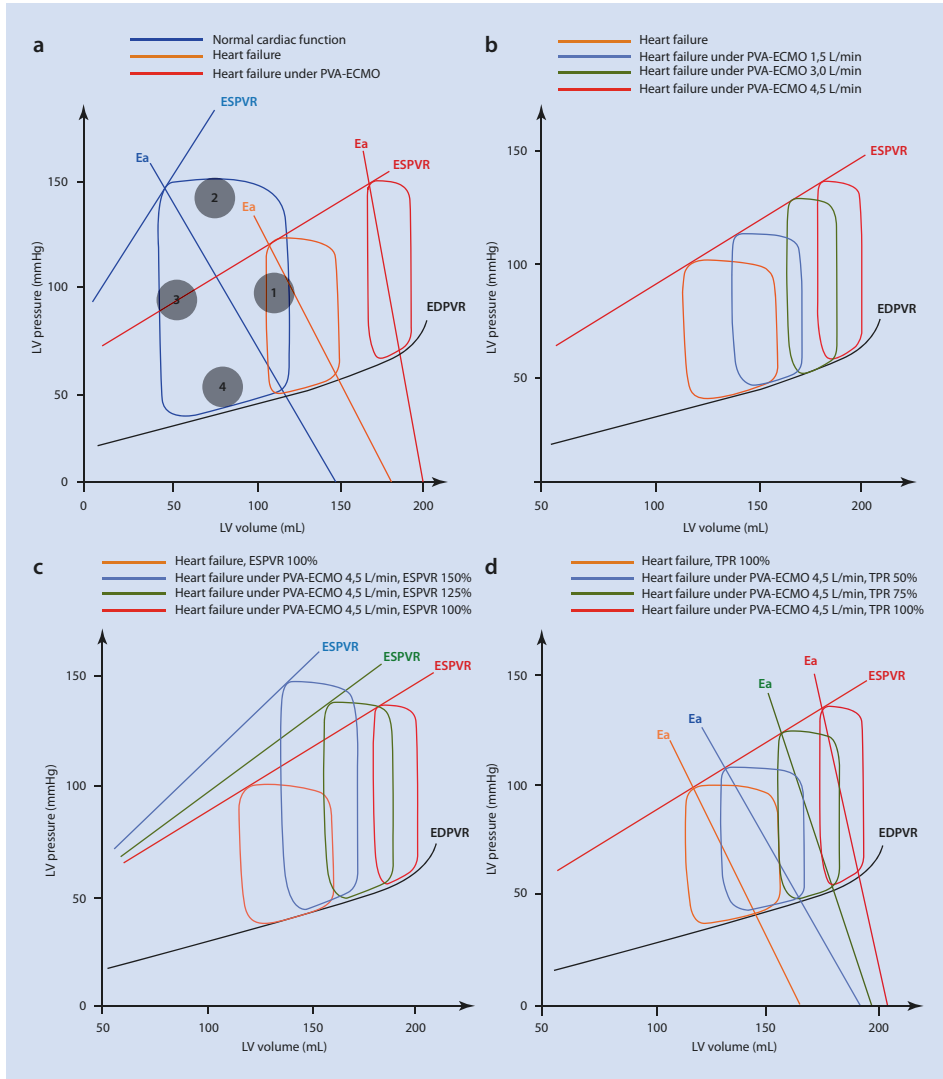 a
Normal cardiac function
Heart failure
Heart failure under PVA-ECMO
ESPVR
Ea
Ea
ESPVR
Ea
EDPVR
2
3
1
4
150
100
50
0
LV pressure (mmHg)
0
50
100
150
200
LV volume (mL)
b
Heart failure
Heart failure under PVA-ECMO 1,5 L/min
Heart failure under PVA-ECMO 3,0 L/min
Heart failure under PVA-ECMO 4,5 L/min
ESPVR
EDPVR
150
100
50
0
LV pressure (mmHg)
50
100
150
200
LV volume (mL)
c
Heart failure, ESPVR 100%
Heart failure under PVA-ECMO 4,5 L/min, ESPVR 150%
Heart failure under PVA-ECMO 4,5 L/min, ESPVR 125%
Heart failure under PVA-ECMO 4,5 L/min, ESPVR 100%
ESPVR
ESPVR
ESPVR
EDPVR
150
100
50
0
LV pressure (mmHg)
50
100
150
200
LV volume (mL)
d
Heart failure, TPR 100%
Heart failure under PVA-ECMO 4,5 L/min, TPR 50%
Heart failure under PVA-ECMO 4,5 L/min, TPR 75%
Heart failure under PVA-ECMO 4,5 L/min, TPR 100%
Ea
Ea
Ea
Ea
ESPVR
EDPVR
150
100
50
0
LV pressure (mmHg)
50
100
150
200
LV volume (mL)